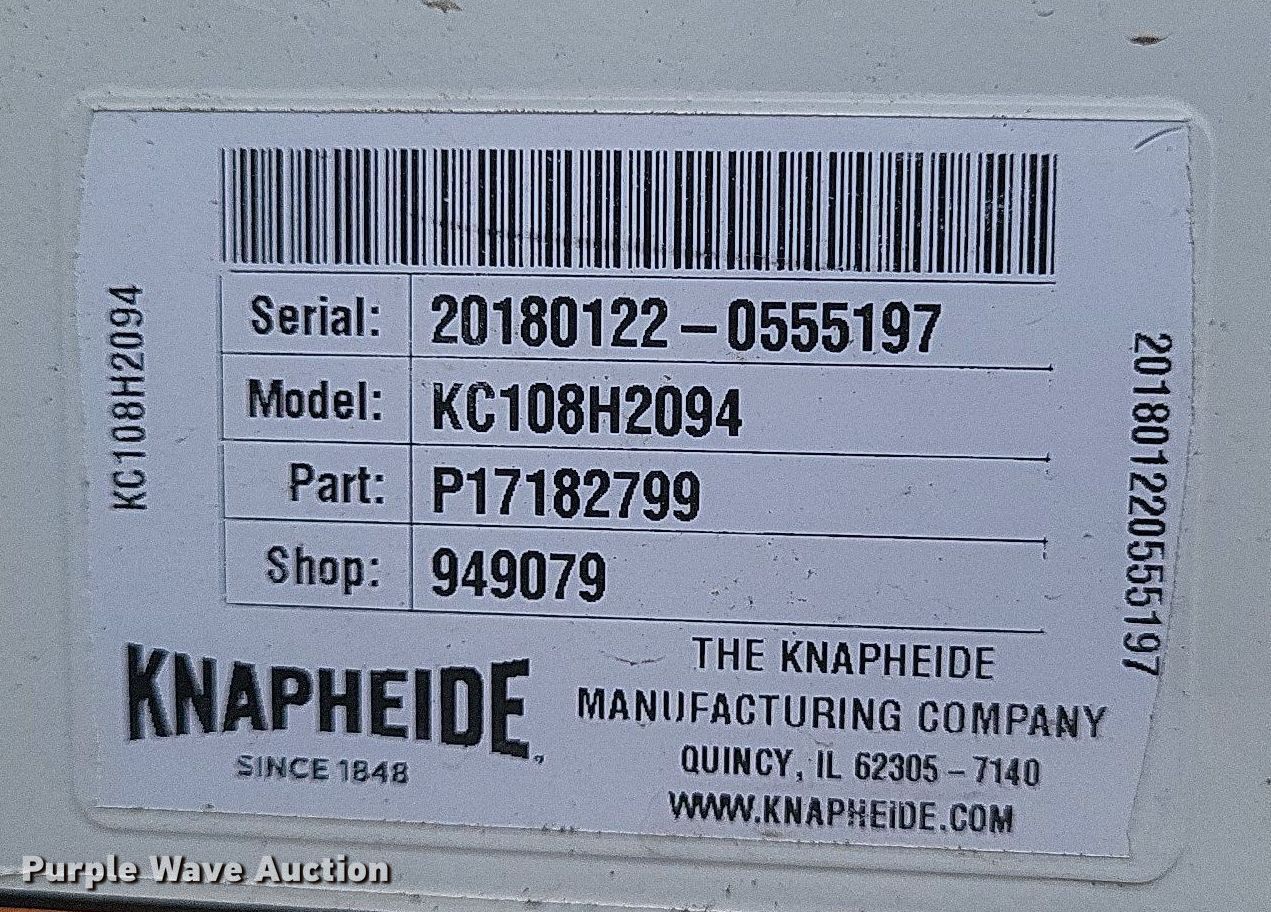 KC108H2094
Serial: 20180122-0555197
Model: KC108H2094
Part: P17182799
Shop: 949079
201801220555197
KNAPHEIDE
SINCE 1848
THE KNAPHEIDE
MANUFACTURING COMPANY
QUINCY, IL 62305-7140
WWW.KNAPHEIDE.COM
Purple Wave Auction